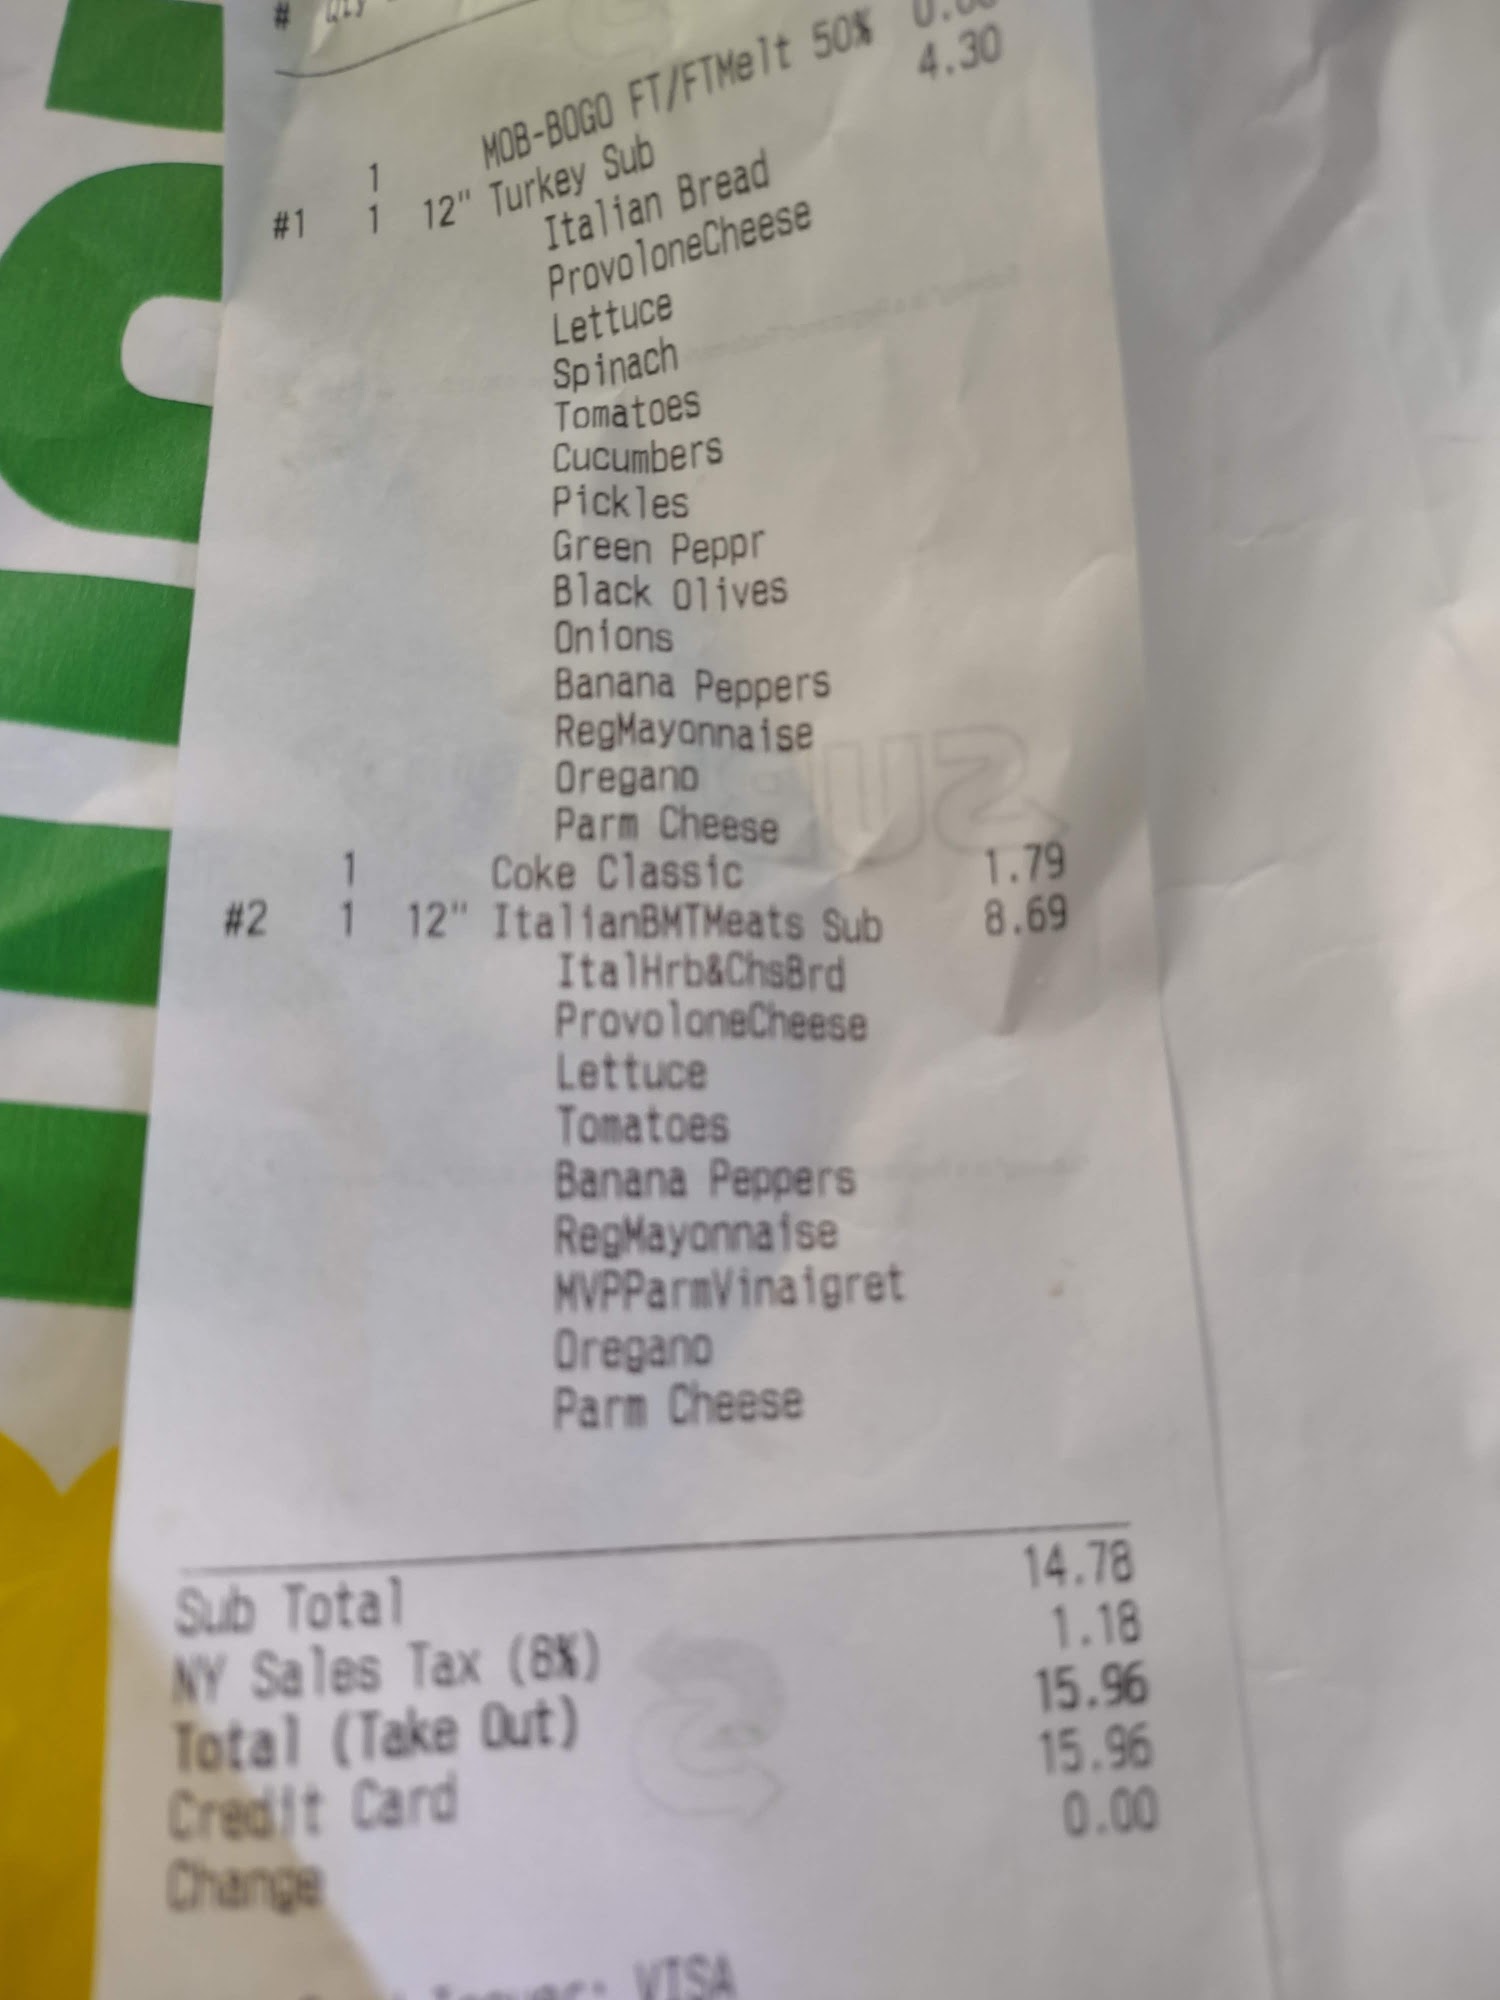 # Qty
1 MOB-BOGO FT/FTMelt 50%
#1 1 12" Turkey Sub 4.30
Italian Bread
ProvoloneCheese
Lettuce
Spinach
Tomatoes
Cucumbers
Pickles
Green Peppr
Black Olives
Onions
Banana Peppers
RegMayonnaise
Oregano
Parm Cheese
1 Coke Classic 1.79
#2 1 12" ItalianBMTMeats Sub 8.69
ItalHrb&ChsBrd
ProvoloneCheese
Lettuce
Tomatoes
Banana Peppers
RegMayonnaise
MVPParmVinaigret
Oregano
Parm Cheese
Sub Total 14.78
NY Sales Tax (8%) 1.18
Total (Take Out) 15.96
Credit Card 15.96
Change 0.00
VISA